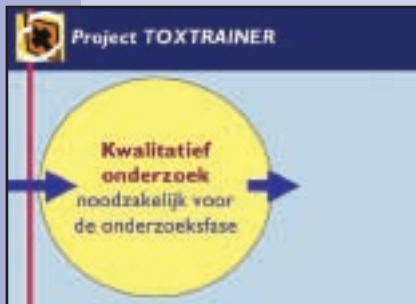 Project TOXTRAINER
Kwalitatief
onderzoek
noodzakelijk voor
de onderzoeksfase